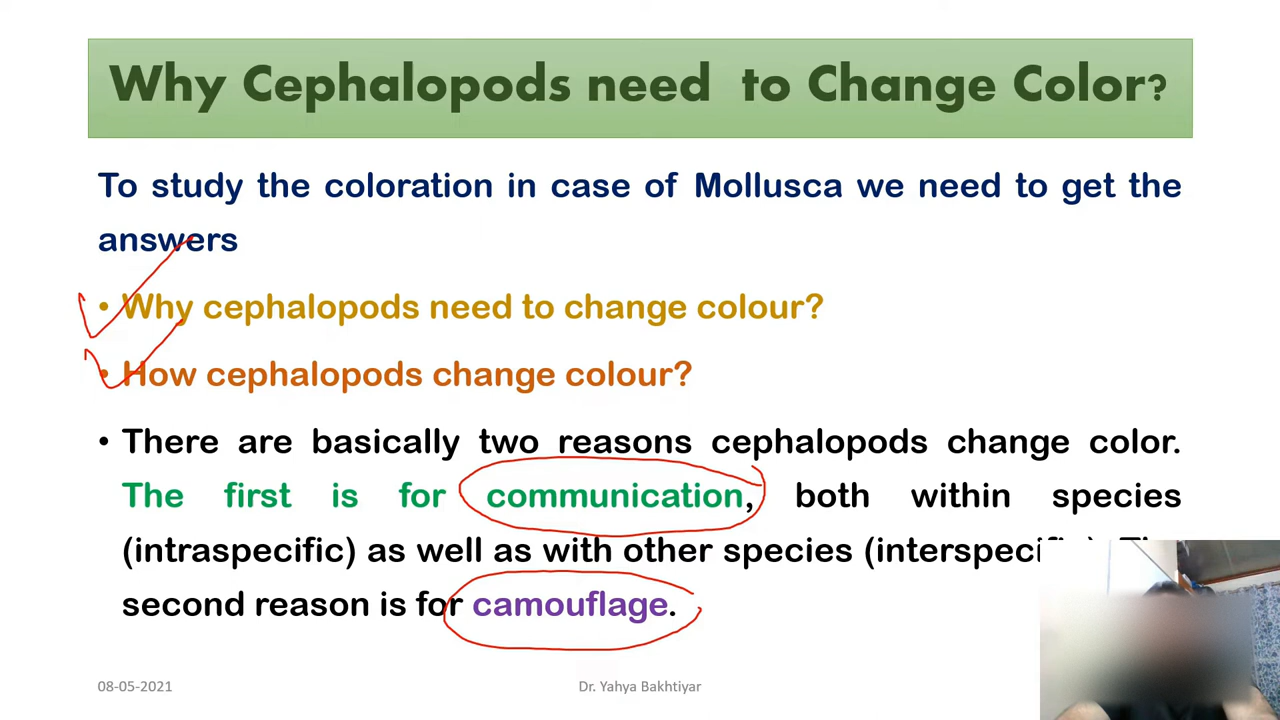 Why Cephalopods need to Change Color?
To study the coloration in case of Mollusca we need to get the
answers
• Why cephalopods need to change colour?
• How cephalopods change colour?
• There are basically two reasons cephalopods change color.
The first is for communication, both within species
(intraspecific) as well as with other species
second reason is for camouflage.
08-05-2021
Dr. Yahya Bakhtiyar